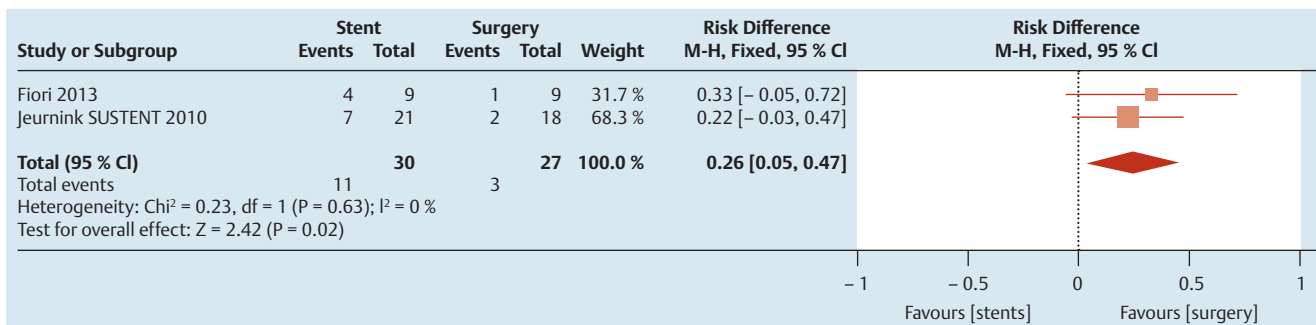 Stent Surgery Risk Difference Risk Difference
Study or Subgroup Events Total Events Total Weight M-H, Fixed, 95 % CI M-H, Fixed, 95 % CI
Fiori 2013 4 9 1 9 31.7 % 0.33 [– 0.05, 0.72]
Jeurnink SUSTENT 2010 7 21 2 18 68.3 % 0.22 [– 0.03, 0.47]
Total (95 % CI) 30 27 100.0 % 0.26 [0.05, 0.47]
Total events 11 3
Heterogeneity: Chi² = 0.23, df = 1 (P = 0.63); I² = 0 %
Test for overall effect: Z = 2.42 (P = 0.02)
– 1 – 0.5 0 0.5 1
Favours [stents] Favours [surgery]